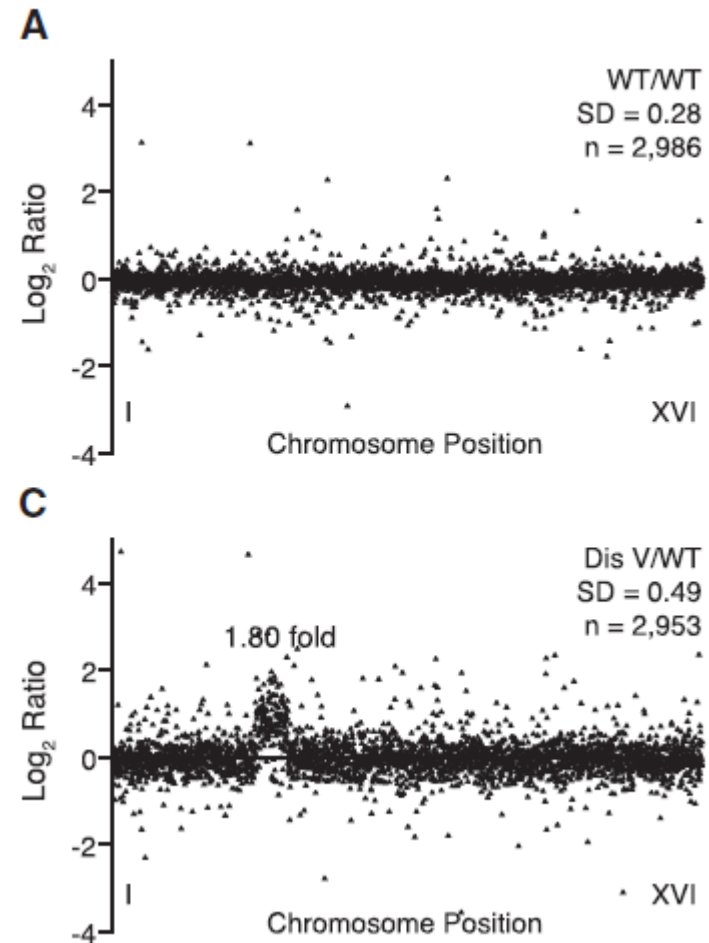 A
WT/WT
SD = 0.28
n = 2,986
4
2
0
-2
-4
Log2 Ratio
I
XVI
Chromosome Position
C
Dis V/WT
SD = 0.49
n = 2,953
1.80 fold
4
2
0
-2
-4
Log2 Ratio
I
XVI
Chromosome Position